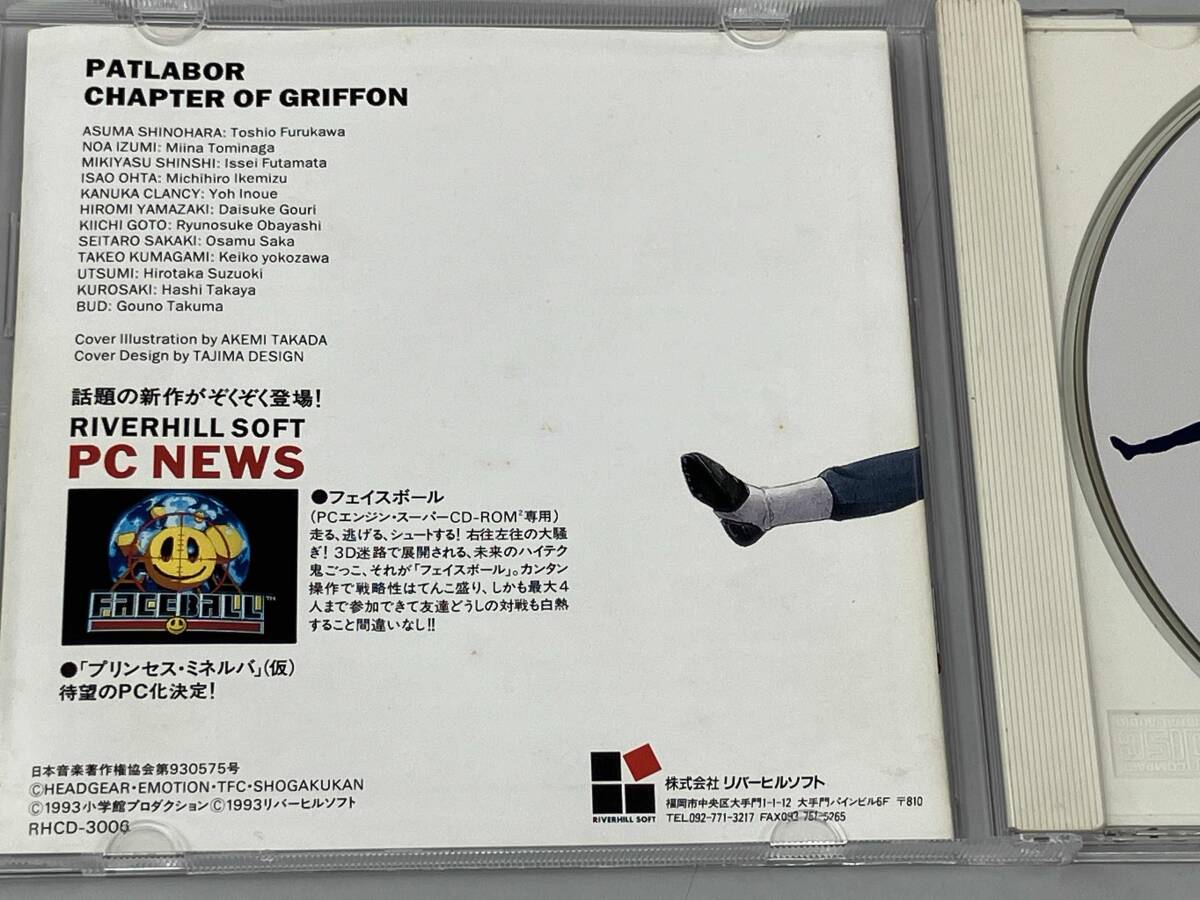 PATLABOR
CHAPTER OF GRIFFON
ASUMA SHINOHARA: Toshio Furukawa
NOA IZUMI: Miina Tominaga
MIKIYASU SHINSHI: Issei Futamata
ISAO OHTA: Michihiro Ikemizu
KANUKA CLANCY: Yoh Inoue
HIROMI YAMAZAKI: Daisuke Gouri
KIICHI GOTO: Ryunosuke Obayashi
SEITARO SAKAKI: Osamu Saka
TAKEO KUMAGAMI: Keiko yokozawa
UTSUMI: Hirotaka Suzuoki
KUROSAKI: Hashi Takaya
BUD: Gouno Takuma
Cover Illustration by AKEMI TAKADA
Cover Design by TAJIMA DESIGN
話題の新作がぞくぞく登場!
RIVERHILL SOFT
PC NEWS
FACEBALL™
●フェイスボール
(PCエンジン・スーパーCD-ROM²専用)
走る、逃げる、シュートする! 右往左往の大騒
ぎ! 3D迷路で展開される、未来のハイテク
鬼ごっこ、それが「フェイスボール」。カンタン
操作で戦略性はてんこ盛り、しかも最大4
人まで参加できて友達どうしの対戦も白熱
すること間違いなし!!
●「プリンセス・ミネルバ」(仮)
待望のPC化決定!
日本音楽著作権協会第930575号
©HEADGEAR・EMOTION・TFC・SHOGAKUKAN
©1993小学館プロダクション©1993リバーヒルソフト
RHCD-3006
RIVERHILL SOFT
株式会社 リバーヒルソフト
福岡市中央区大手門1-1-12 大手門パインビル6F 〒810
TEL.092-771-3217 FAX092-751-5265